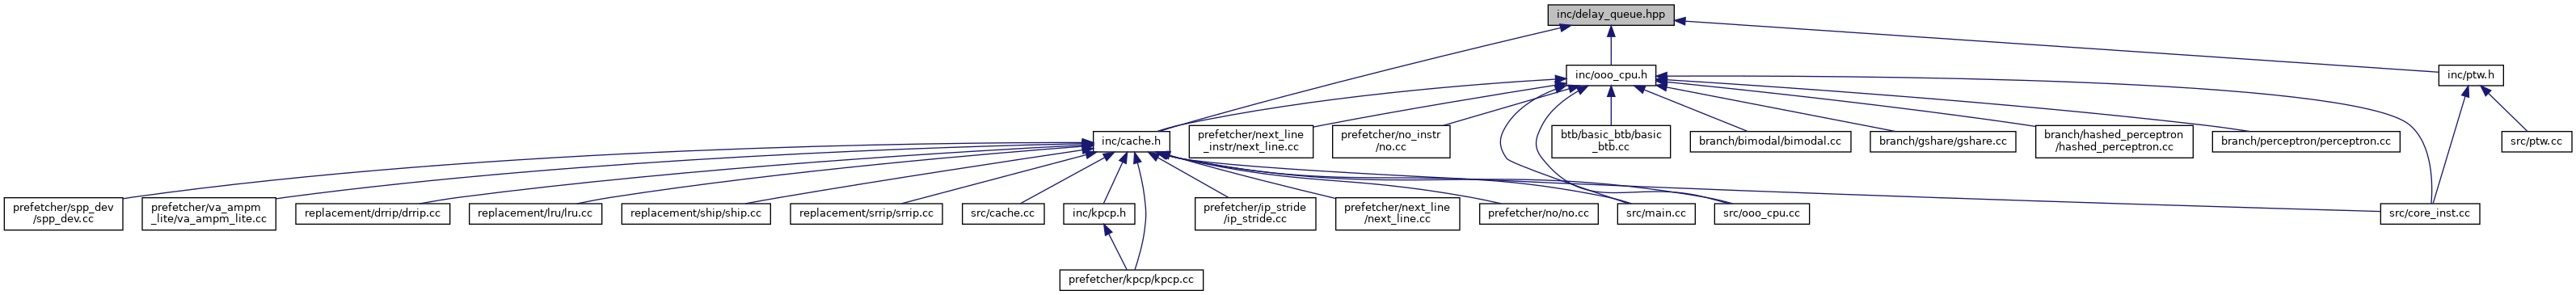 inc/delay_queue.hpp
inc/ooo_cpu.h
inc/ptw.h
inc/cache.h
prefetcher/next_line
_instr/next_line.cc
prefetcher/no_instr
/no.cc
btb/basic_btb/basic
_btb.cc
branch/bimodal/bimodal.cc
branch/gshare/gshare.cc
branch/hashed_perceptron
/hashed_perceptron.cc
branch/perceptron/perceptron.cc
src/ptw.cc
prefetcher/spp_dev
/spp_dev.cc
prefetcher/va_ampm
_lite/va_ampm_lite.cc
replacement/drrip/drrip.cc
replacement/lru/lru.cc
replacement/ship/ship.cc
replacement/srrip/srrip.cc
src/cache.cc
inc/kpcp.h
prefetcher/ip_stride
/ip_stride.cc
prefetcher/next_line
/next_line.cc
prefetcher/no/no.cc
src/main.cc
src/ooo_cpu.cc
src/core_inst.cc
prefetcher/kpcp/kpcp.cc